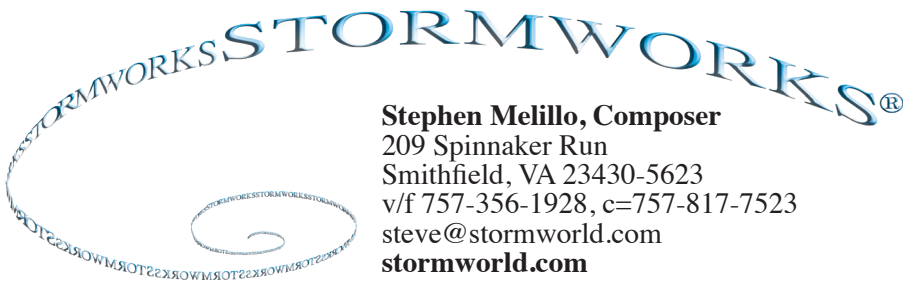 STORMWORKSSTORMWORKSSTORMWORKSSTORMWORKSSTORMWORKSSTORMWORKS®
Stephen Melillo, Composer
209 Spinnaker Run
Smithfield, VA 23430-5623
v/f 757-356-1928, c=757-817-7523
steve@stormworld.com
stormworld.com